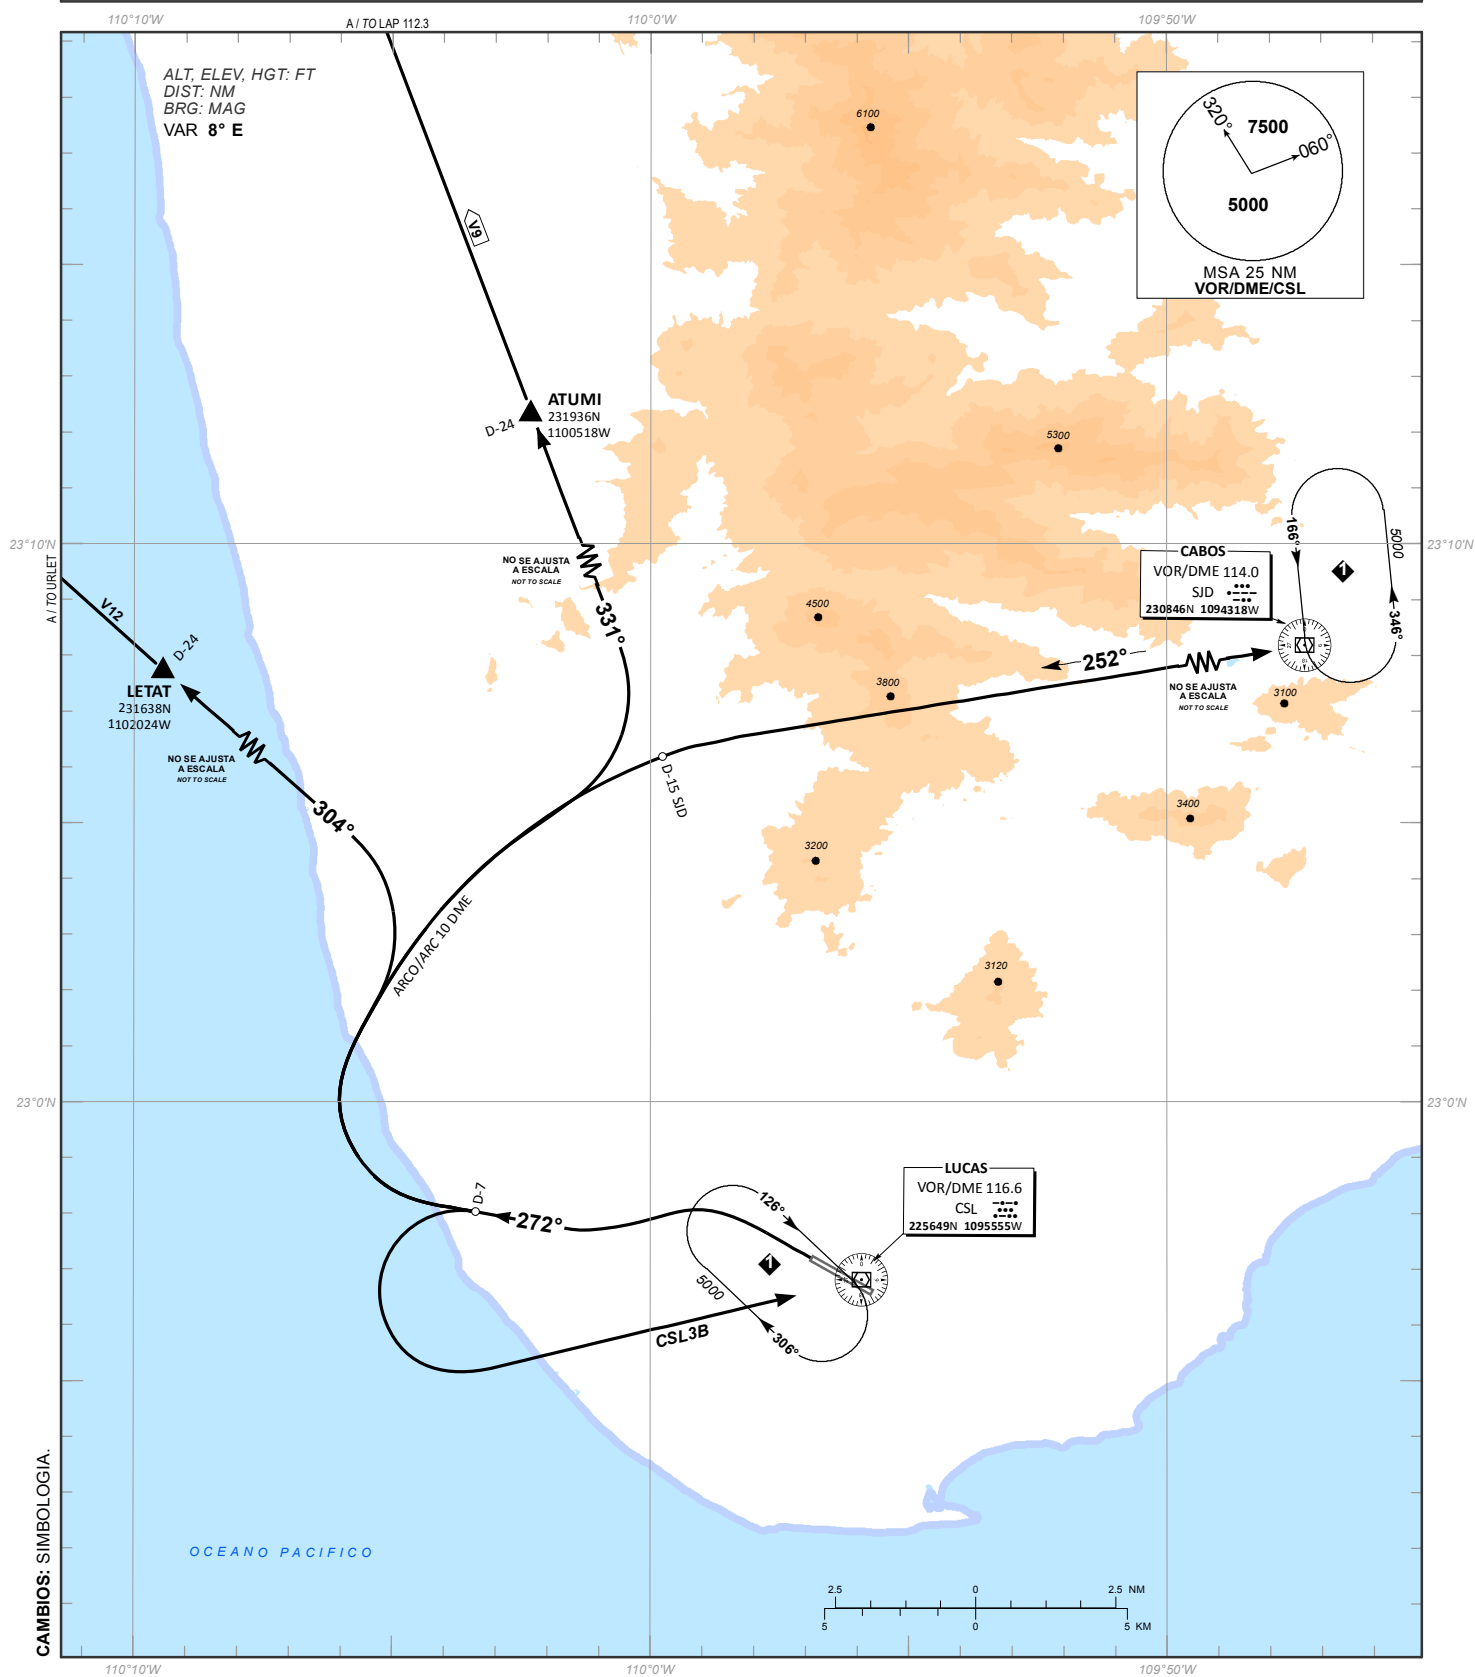 110°10'W
110°0'W
109°50'W
A / TO LAP 112.3
ALT, ELEV, HGT: FT
DIST: NM
BRG: MAG
VAR 8° E
6100
320°
7500
060°
5000
MSA 25 NM
VOR/DME/CSL
V9
ATUMI
231936N
1100518W
D-24
5300
23°10'N
23°10'N
166°
5000
346°
1
CABOS
VOR/DME 114.0
SJD
230846N 1094318W
NO SE AJUSTA
A ESCALA
NOT TO SCALE
331°
A / TO URLET
V12
D-24
LETAT
231638N
1102024W
4500
252°
3800
NO SE AJUSTA
A ESCALA
NOT TO SCALE
3100
NO SE AJUSTA
A ESCALA
NOT TO SCALE
304°
D-15 SJD
3400
3200
ARCO/ARC 10 DME
3120
23°0'N
23°0'N
LUCAS
VOR/DME 116.6
CSL
225649N 1095555W
D-7
272°
126°
1
5000
306°
CSL3B
CAMBIOS: SIMBOLOGIA.
OCEANO PACIFICO
2.5 0 2.5 NM
5 0 5 KM
110°10'W
110°0'W
109°50'W